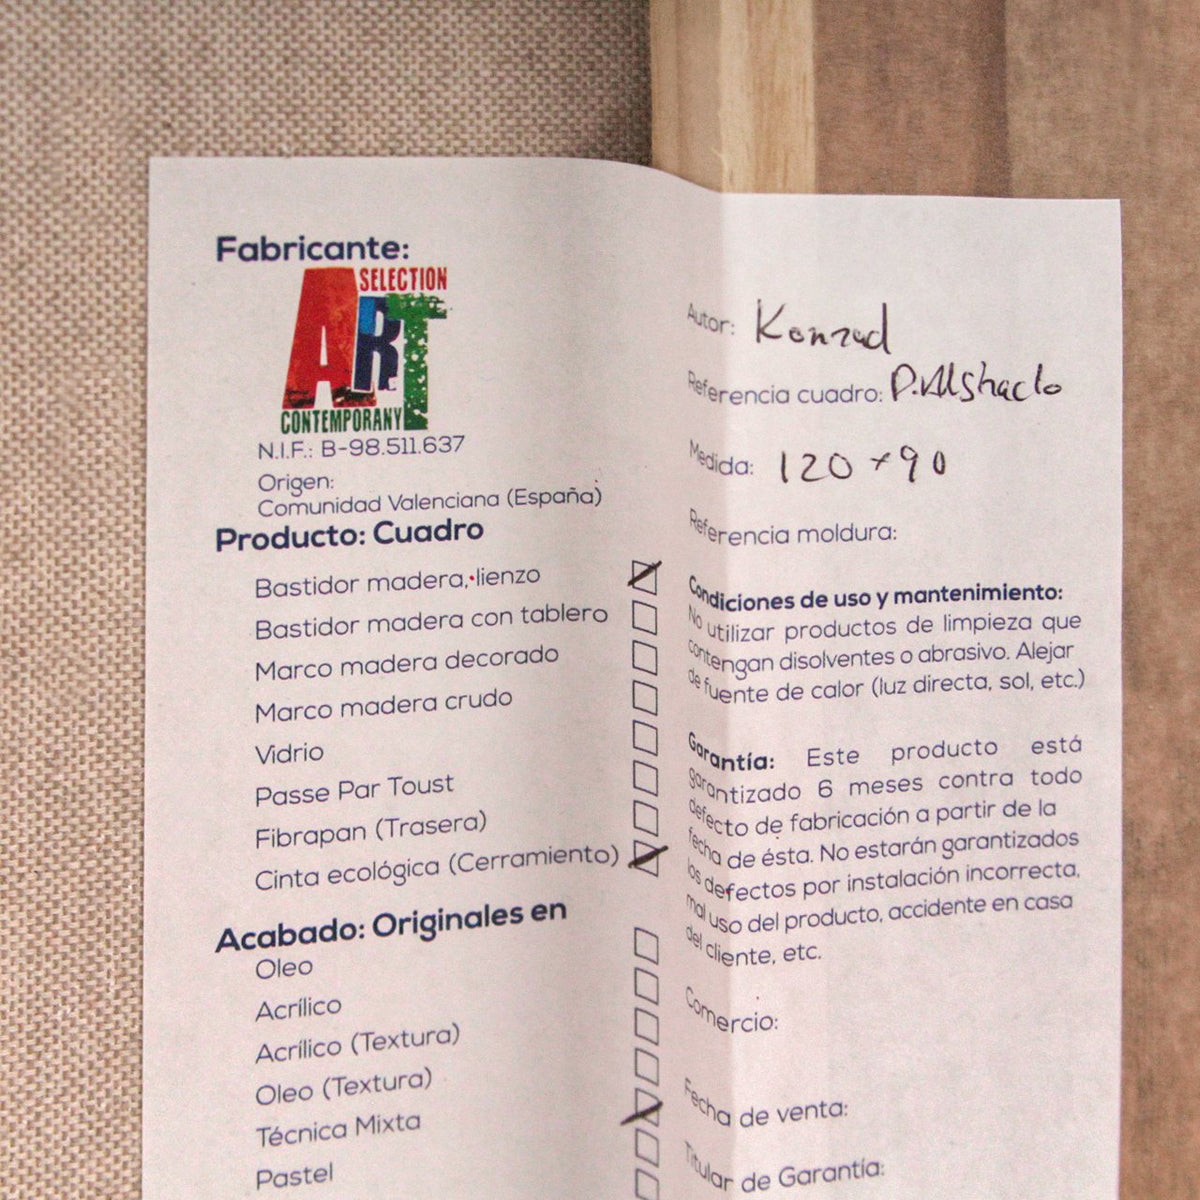 Fabricante:
SELECTION
ART
CONTEMPORANY
N.I.F.: B-98.511.637
Origen:
Comunidad Valenciana (España)
Producto: Cuadro
Bastidor madera, lienzo
Bastidor madera con tablero
Marco madera decorado
Marco madera crudo
Vidrio
Passe Par Toust
Fibrapan (Trasera)
Cinta ecológica (Cerramiento)
Acabado: Originales en
Oleo
Acrílico
Acrílico (Textura)
Oleo (Textura)
Técnica Mixta
Pastel
Autor: Konrad
Referencia cuadro:
Medida: 120 x 90
Referencia moldura:
Condiciones de uso y mantenimiento:
No utilizar productos de limpieza que
contengan disolventes o abrasivo. Alejar
de fuente de calor (luz directa, sol, etc.)
Garantía: Este producto está
garantizado 6 meses contra todo
defecto de fabricación a partir de la
fecha de ésta. No estarán garantizados
los defectos por instalación incorrecta,
mal uso del producto, accidente en casa
del cliente, etc.
Comercio:
Fecha de venta:
Titular de Garantía: